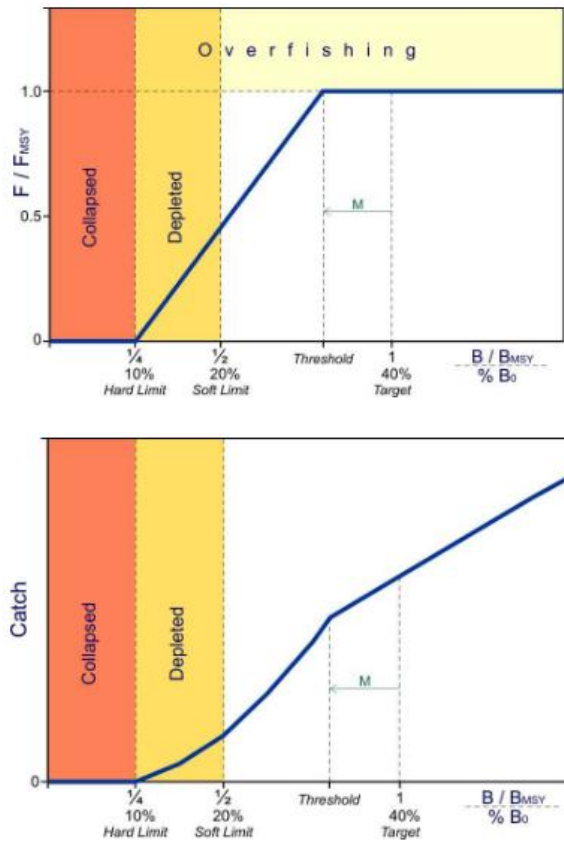 Overfishing
1.0
F / FMSY
Collapsed
Depleted
M
0.5
0
¼ ½ Threshold 1 B / BMSY
10% 20% 40% % B0
Hard Limit Soft Limit Target
Catch
Collapsed
Depleted
M
0
¼ ½ Threshold 1 B / BMSY
10% 20% 40% % B0
Hard Limit Soft Limit Target